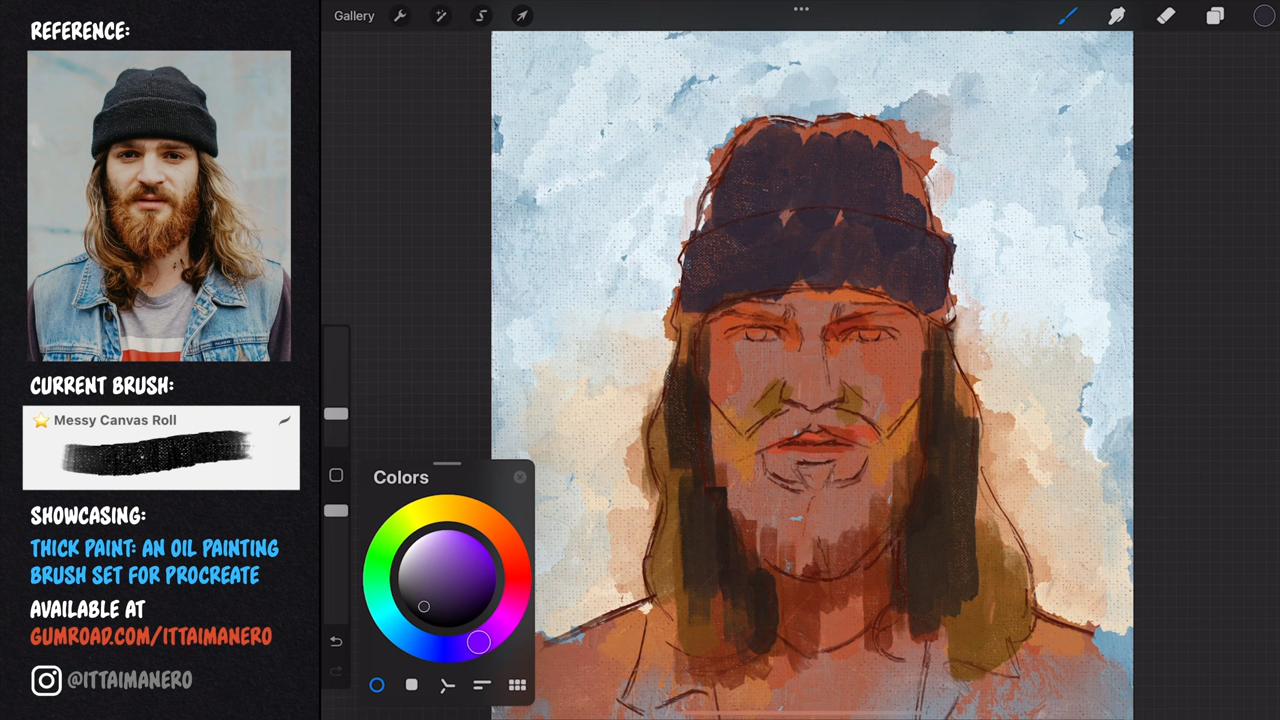 REFERENCE:
CURRENT BRUSH:
Messy Canvas Roll
SHOWCASING:
THICK PAINT: AN OIL PAINTING
BRUSH SET FOR PROCREATE
AVAILABLE AT
GUMROAD.COM/ITTAIMANERO
@ITTAIMANERO
Gallery
Colors